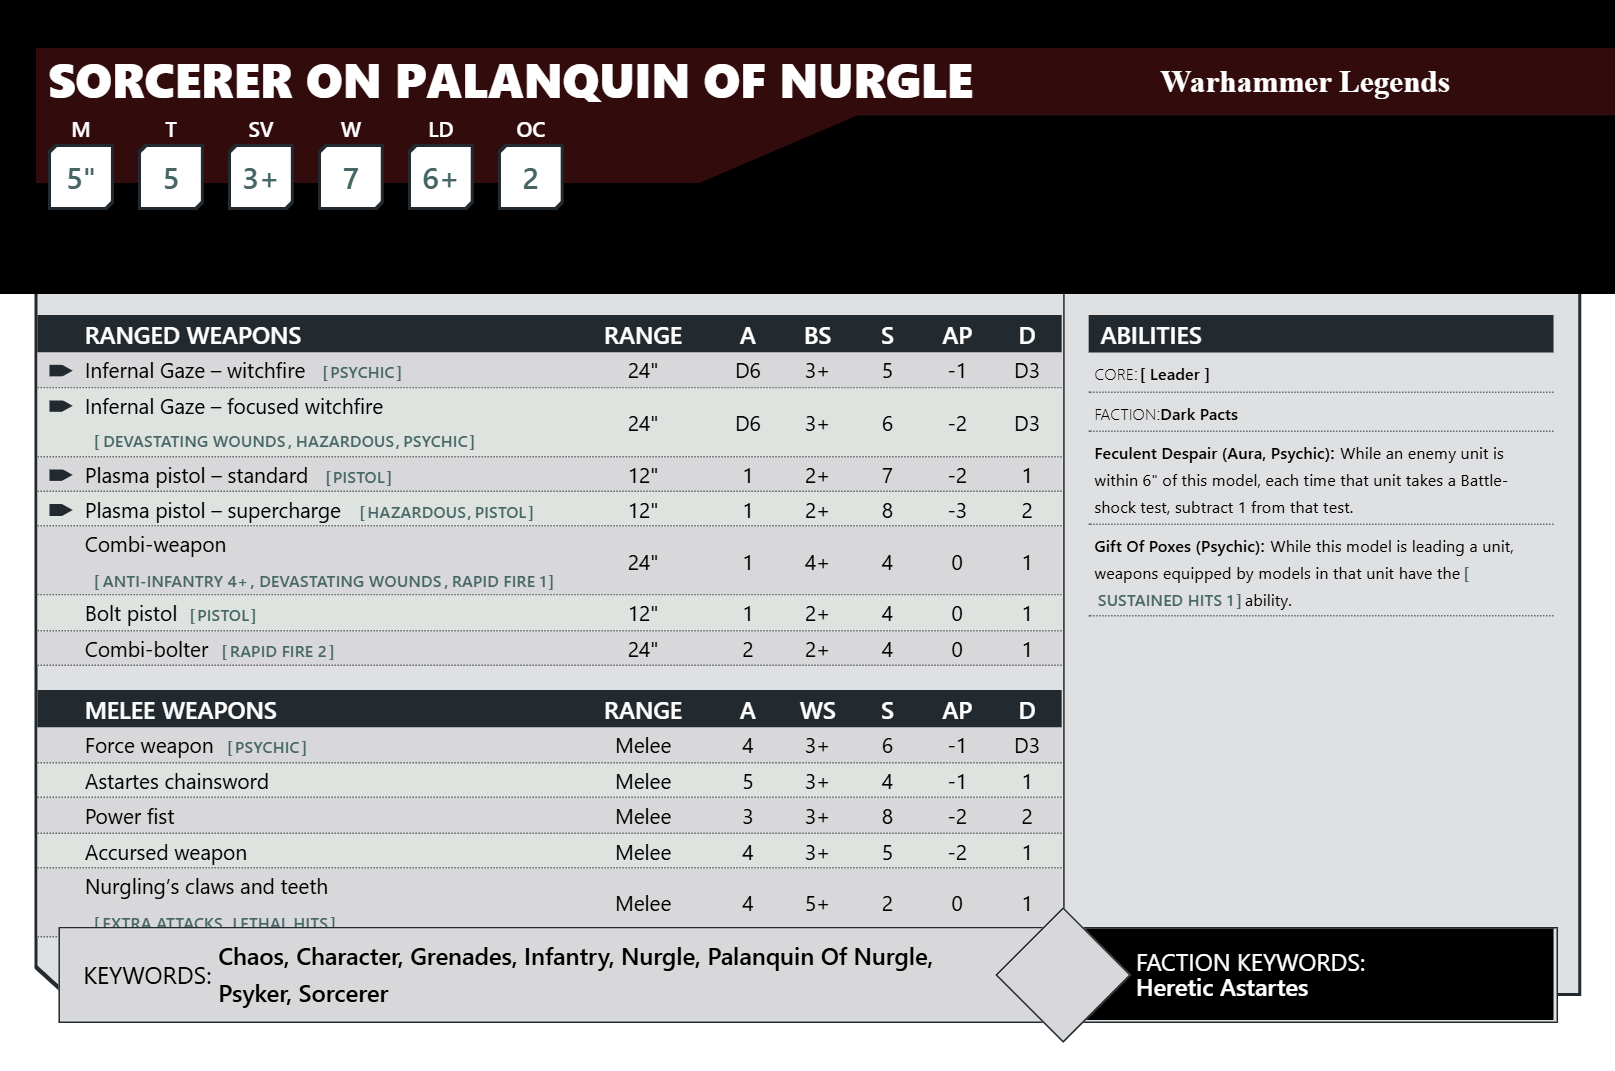 SORCERER ON PALANQUIN OF NURGLE
Warhammer Legends
M T SV W LD OC
5" 5 3+ 7 6+ 2
RANGED WEAPONS RANGE A BS S AP D
Infernal Gaze – witchfire [PSYCHIC] 24" D6 3+ 5 -1 D3
Infernal Gaze – focused witchfire
[DEVASTATING WOUNDS, HAZARDOUS, PSYCHIC] 24" D6 3+ 6 -2 D3
Plasma pistol – standard [PISTOL] 12" 1 2+ 7 -2 1
Plasma pistol – supercharge [HAZARDOUS, PISTOL] 12" 1 2+ 8 -3 2
Combi-weapon
[ANTI-INFANTRY 4+, DEVASTATING WOUNDS, RAPID FIRE 1] 24" 1 4+ 4 0 1
Bolt pistol [PISTOL] 12" 1 2+ 4 0 1
Combi-bolter [RAPID FIRE 2] 24" 2 2+ 4 0 1
MELEE WEAPONS RANGE A WS S AP D
Force weapon [PSYCHIC] Melee 4 3+ 6 -1 D3
Astartes chainsword Melee 5 3+ 4 -1 1
Power fist Melee 3 3+ 8 -2 2
Accursed weapon Melee 4 3+ 5 -2 1
Nurgling’s claws and teeth
[EXTRA ATTACKS, LETHAL HITS] Melee 4 5+ 2 0 1
ABILITIES
CORE: [ Leader ]
FACTION: Dark Pacts
Feculent Despair (Aura, Psychic): While an enemy unit is
within 6" of this model, each time that unit takes a Battle-
shock test, subtract 1 from that test.
Gift Of Poxes (Psychic): While this model is leading a unit,
weapons equipped by models in that unit have the [
SUSTAINED HITS 1] ability.
KEYWORDS: Chaos, Character, Grenades, Infantry, Nurgle, Palanquin Of Nurgle,
Psyker, Sorcerer
FACTION KEYWORDS:
Heretic Astartes